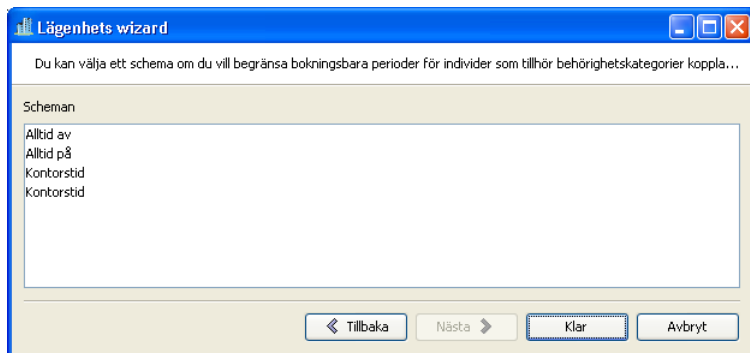 Lägenhets wizard
Du kan välja ett schema om du vill begränsa bokningsbara perioder för individer som tillhör behörighetskategorier koppla...
Scheman
Alltid av
Alltid på
Kontorstid
Kontorstid
Tillbaka Nästa Klar Avbryt